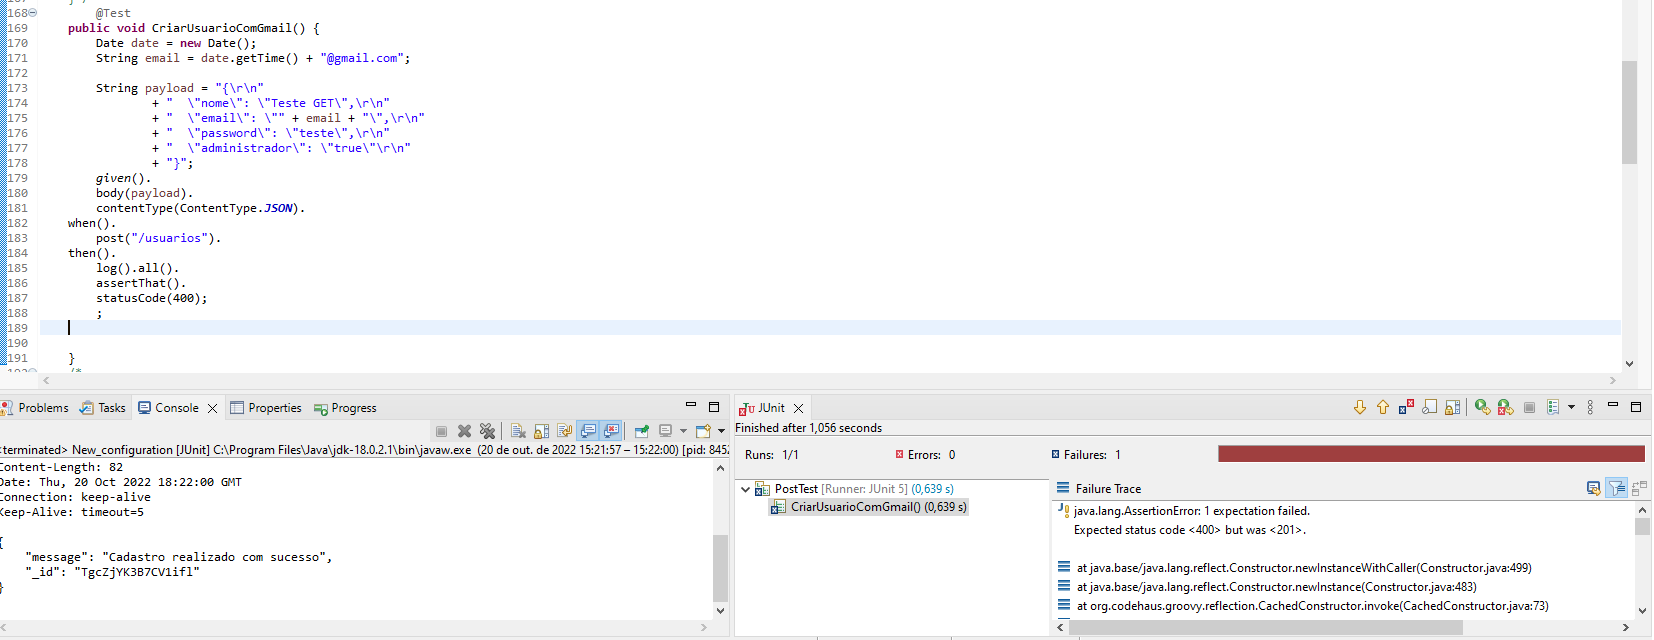 168 @Test
169 public void CriarUsuarioComGmail() {
170 Date date = new Date();
171 String email = date.getTime() + "@gmail.com";
172
173 String payload = "{\r\n"
174 + "  \"nome\": \"Teste GET\",\r\n"
175 + "  \"email\": \"" + email + "\",\r\n"
176 + "  \"password\": \"teste\",\r\n"
177 + "  \"administrador\": \"true\"\r\n"
178 + "}";
179 given().
180 body(payload).
181 contentType(ContentType.JSON).
182 when().
183 post("/usuarios").
184 then().
185 log().all().
186 assertThat().
187 statusCode(400);
188 ;
189
190
191 }
/*
Problems Tasks Console Properties Progress
<terminated> New_configuration [JUnit] C:\Program Files\Java\jdk-18.0.2.1\bin\javaw.exe (20 de out. de 2022 15:21:57 – 15:22:00) [pid: 845
Content-Length: 82
Date: Thu, 20 Oct 2022 18:22:00 GMT
Connection: keep-alive
Keep-Alive: timeout=5
{
"message": "Cadastro realizado com sucesso",
"_id": "TgcZjYK3B7CV1ifl"
}
JUnit
Finished after 1,056 seconds
Runs: 1/1 Errors: 0 Failures: 1
PostTest [Runner: JUnit 5] (0,639 s)
CriarUsuarioComGmail() (0,639 s)
Failure Trace
java.lang.AssertionError: 1 expectation failed.
Expected status code <400> but was <201>.
at java.base/java.lang.reflect.Constructor.newInstanceWithCaller(Constructor.java:499)
at java.base/java.lang.reflect.Constructor.newInstance(Constructor.java:483)
at org.codehaus.groovy.reflection.CachedConstructor.invoke(CachedConstructor.java:73)